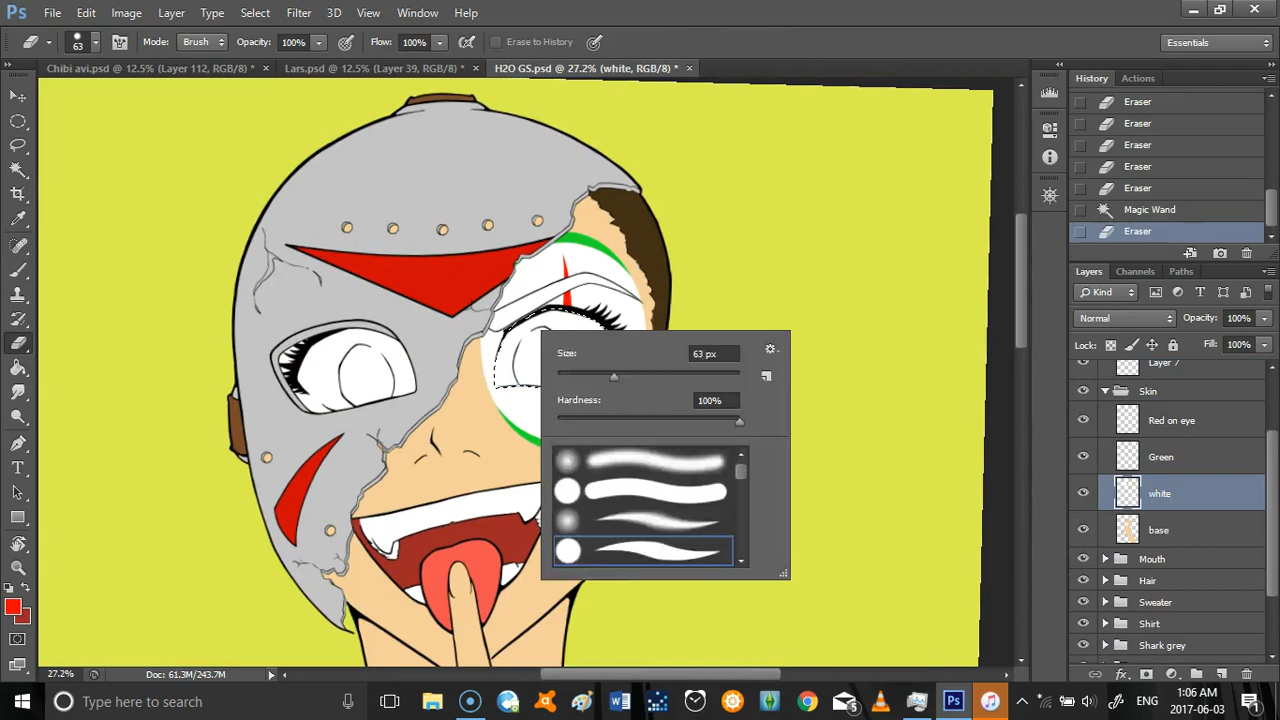 Ps File Edit Image Layer Type Select Filter 3D View Window Help
63 Mode: Brush Opacity: 100% Flow: 100% Erase to History Essentials
Chibi avi.psd @ 12.5% (Layer 112, RGB/8) * × Lars.psd @ 12.5% (Layer 39, RGB/8) * × H2O GS.psd @ 27.2% (white, RGB/8) * ×
History Actions
Eraser
Eraser
Eraser
Eraser
Eraser
Magic Wand
Eraser
Layers Channels Paths
Kind
Normal Opacity: 100%
Lock: Fill: 100%
Layer 7
Skin
Red on eye
Green
white
base
Mouth
Hair
Sweater
Shirt
Shark grey
Size: 63 px
Hardness: 100%
27.2% Doc: 61.3M/243.7M
Type here to search
5
Ps
1:06 AM
2017-06-03
1